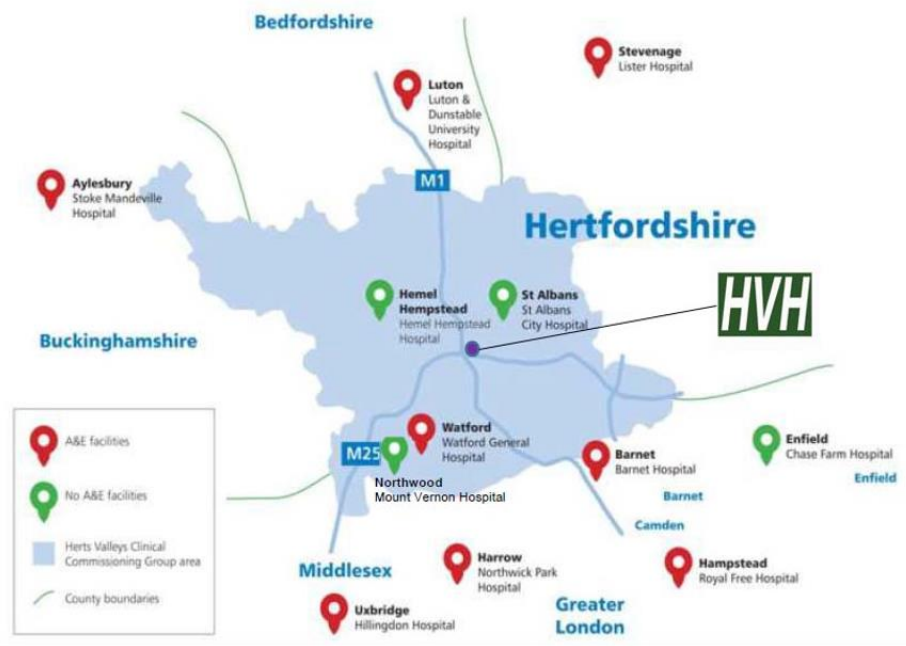 Bedfordshire
Stevenage
Lister Hospital
Luton
Luton &
Dunstable
University
Hospital
Aylesbury
Stoke Mandeville
Hospital
M1
Hertfordshire
HVH
Hemel
Hempstead
Hemel Hempstead
Hospital
St Albans
St Albans
City Hospital
Buckinghamshire
A&E facilities
No A&E facilities
Herts Valleys Clinical
Commissioning Group area
County boundaries
Watford
Watford General
Hospital
M25
Northwood
Mount Vernon Hospital
Barnet
Barnet Hospital
Enfield
Chase Farm Hospital
Enfield
Barnet
Camden
Middlesex
Harrow
Northwick Park
Hospital
Hampstead
Royal Free Hospital
Uxbridge
Hillingdon Hospital
Greater
London